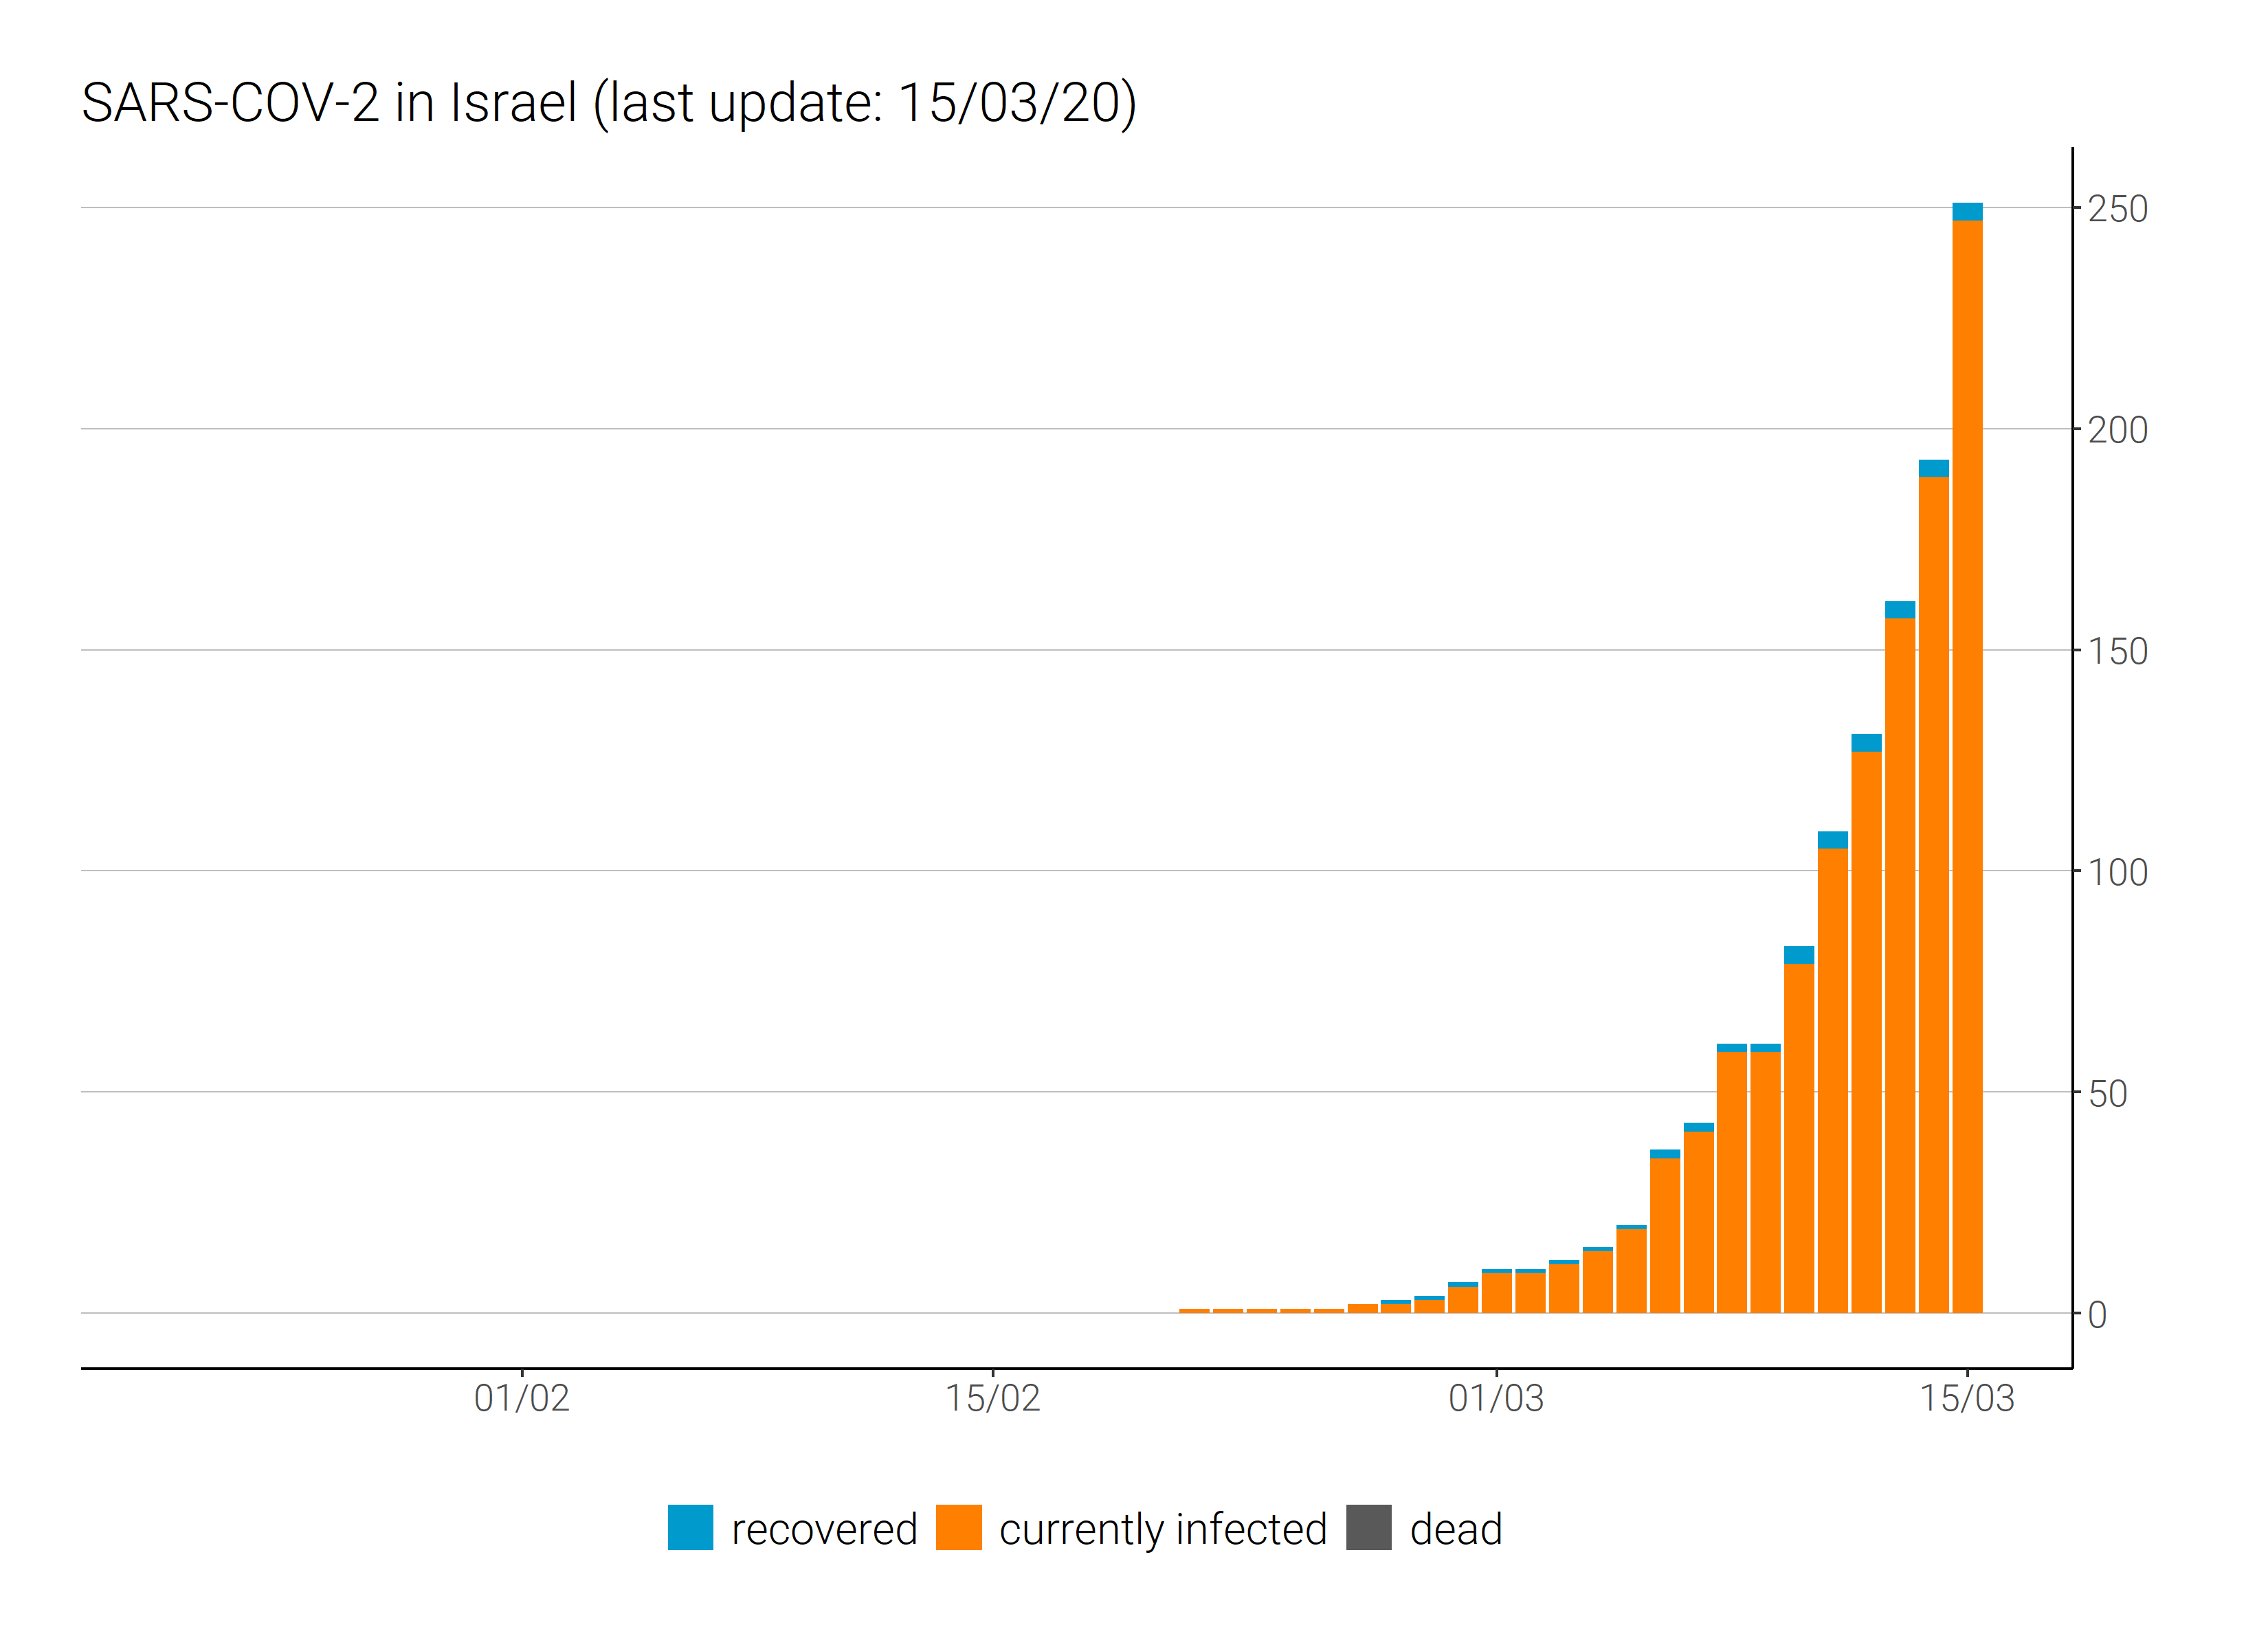 SARS-COV-2 in Israel (last update: 15/03/20)
250
200
150
100
50
0
01/02 15/02 01/03 15/03
recovered currently infected dead